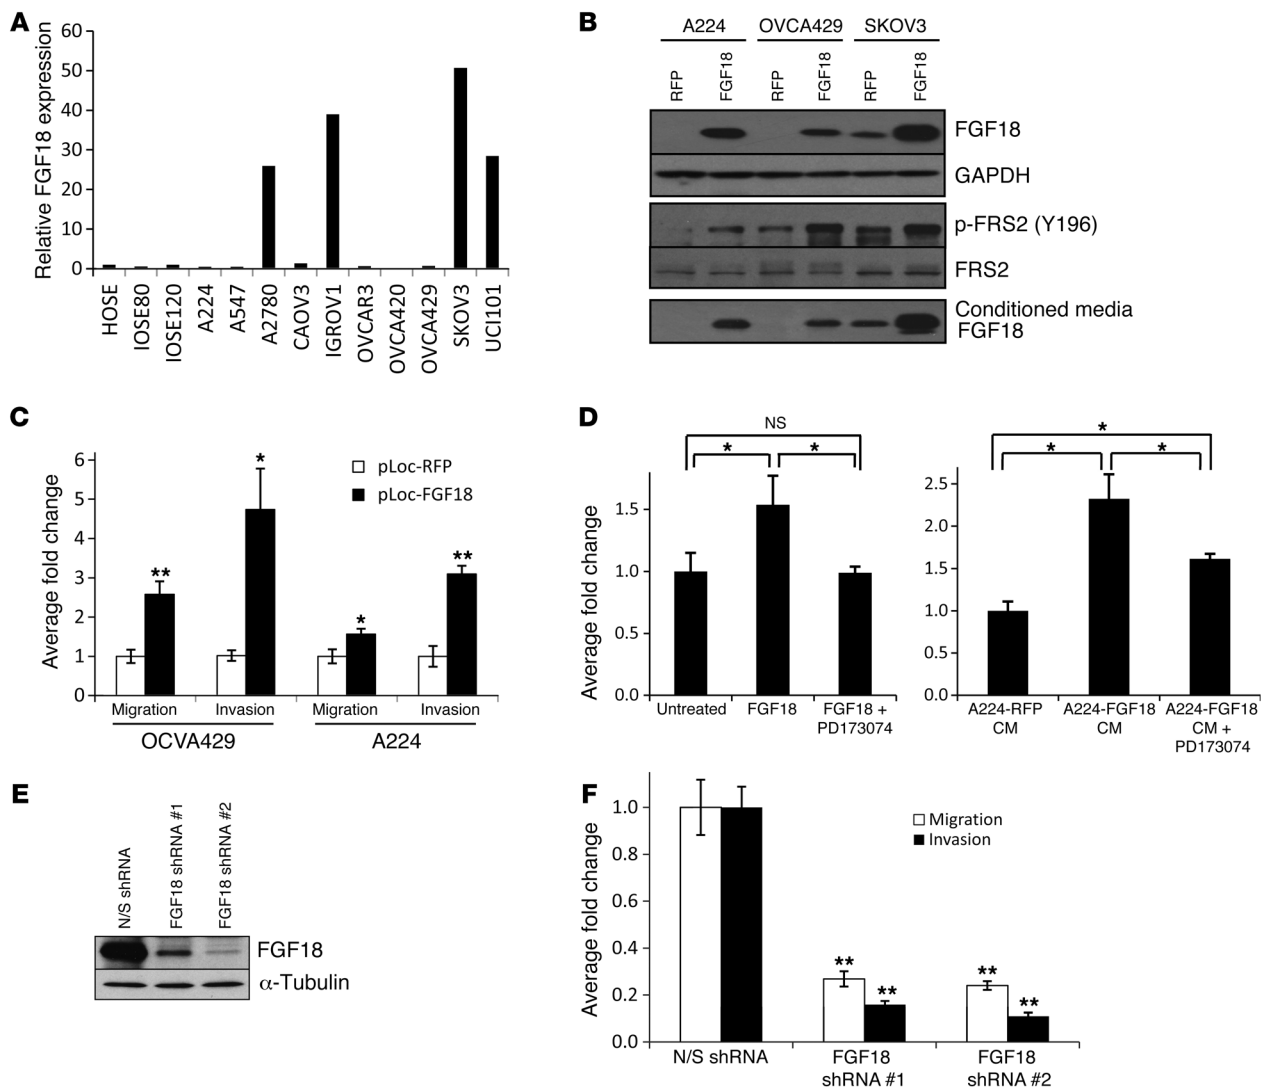 A
Relative FGF18 expression
60
50
40
30
20
10
0
HOSE
IOSE80
IOSE120
A224
A547
A2780
CAOV3
IGROV1
OVCAR3
OVCA420
OVCA429
SKOV3
UCI101
B
A224 OVCA429 SKOV3
RFP
FGF18
RFP
FGF18
RFP
FGF18
FGF18
GAPDH
p-FRS2 (Y196)
FRS2
Conditioned media
FGF18
C
Average fold change
6
5
4
3
2
1
0
pLoc-RFP
pLoc-FGF18
**
*
*
**
Migration Invasion Migration Invasion
OCVA429 A224
D
Average fold change
1.5
1.0
0.5
0.0
NS
* *
Untreated FGF18 FGF18 +
PD173074
2.5
2.0
1.5
1.0
0.5
0.0
*
* *
A224-RFP A224-FGF18 A224-FGF18
CM CM CM +
PD173074
E
N/S shRNA
FGF18 shRNA #1
FGF18 shRNA #2
FGF18
α-Tubulin
F
Average fold change
1.0
0.8
0.6
0.4
0.2
0.0
Migration
Invasion
**
**
**
**
N/S shRNA FGF18 FGF18
shRNA #1 shRNA #2